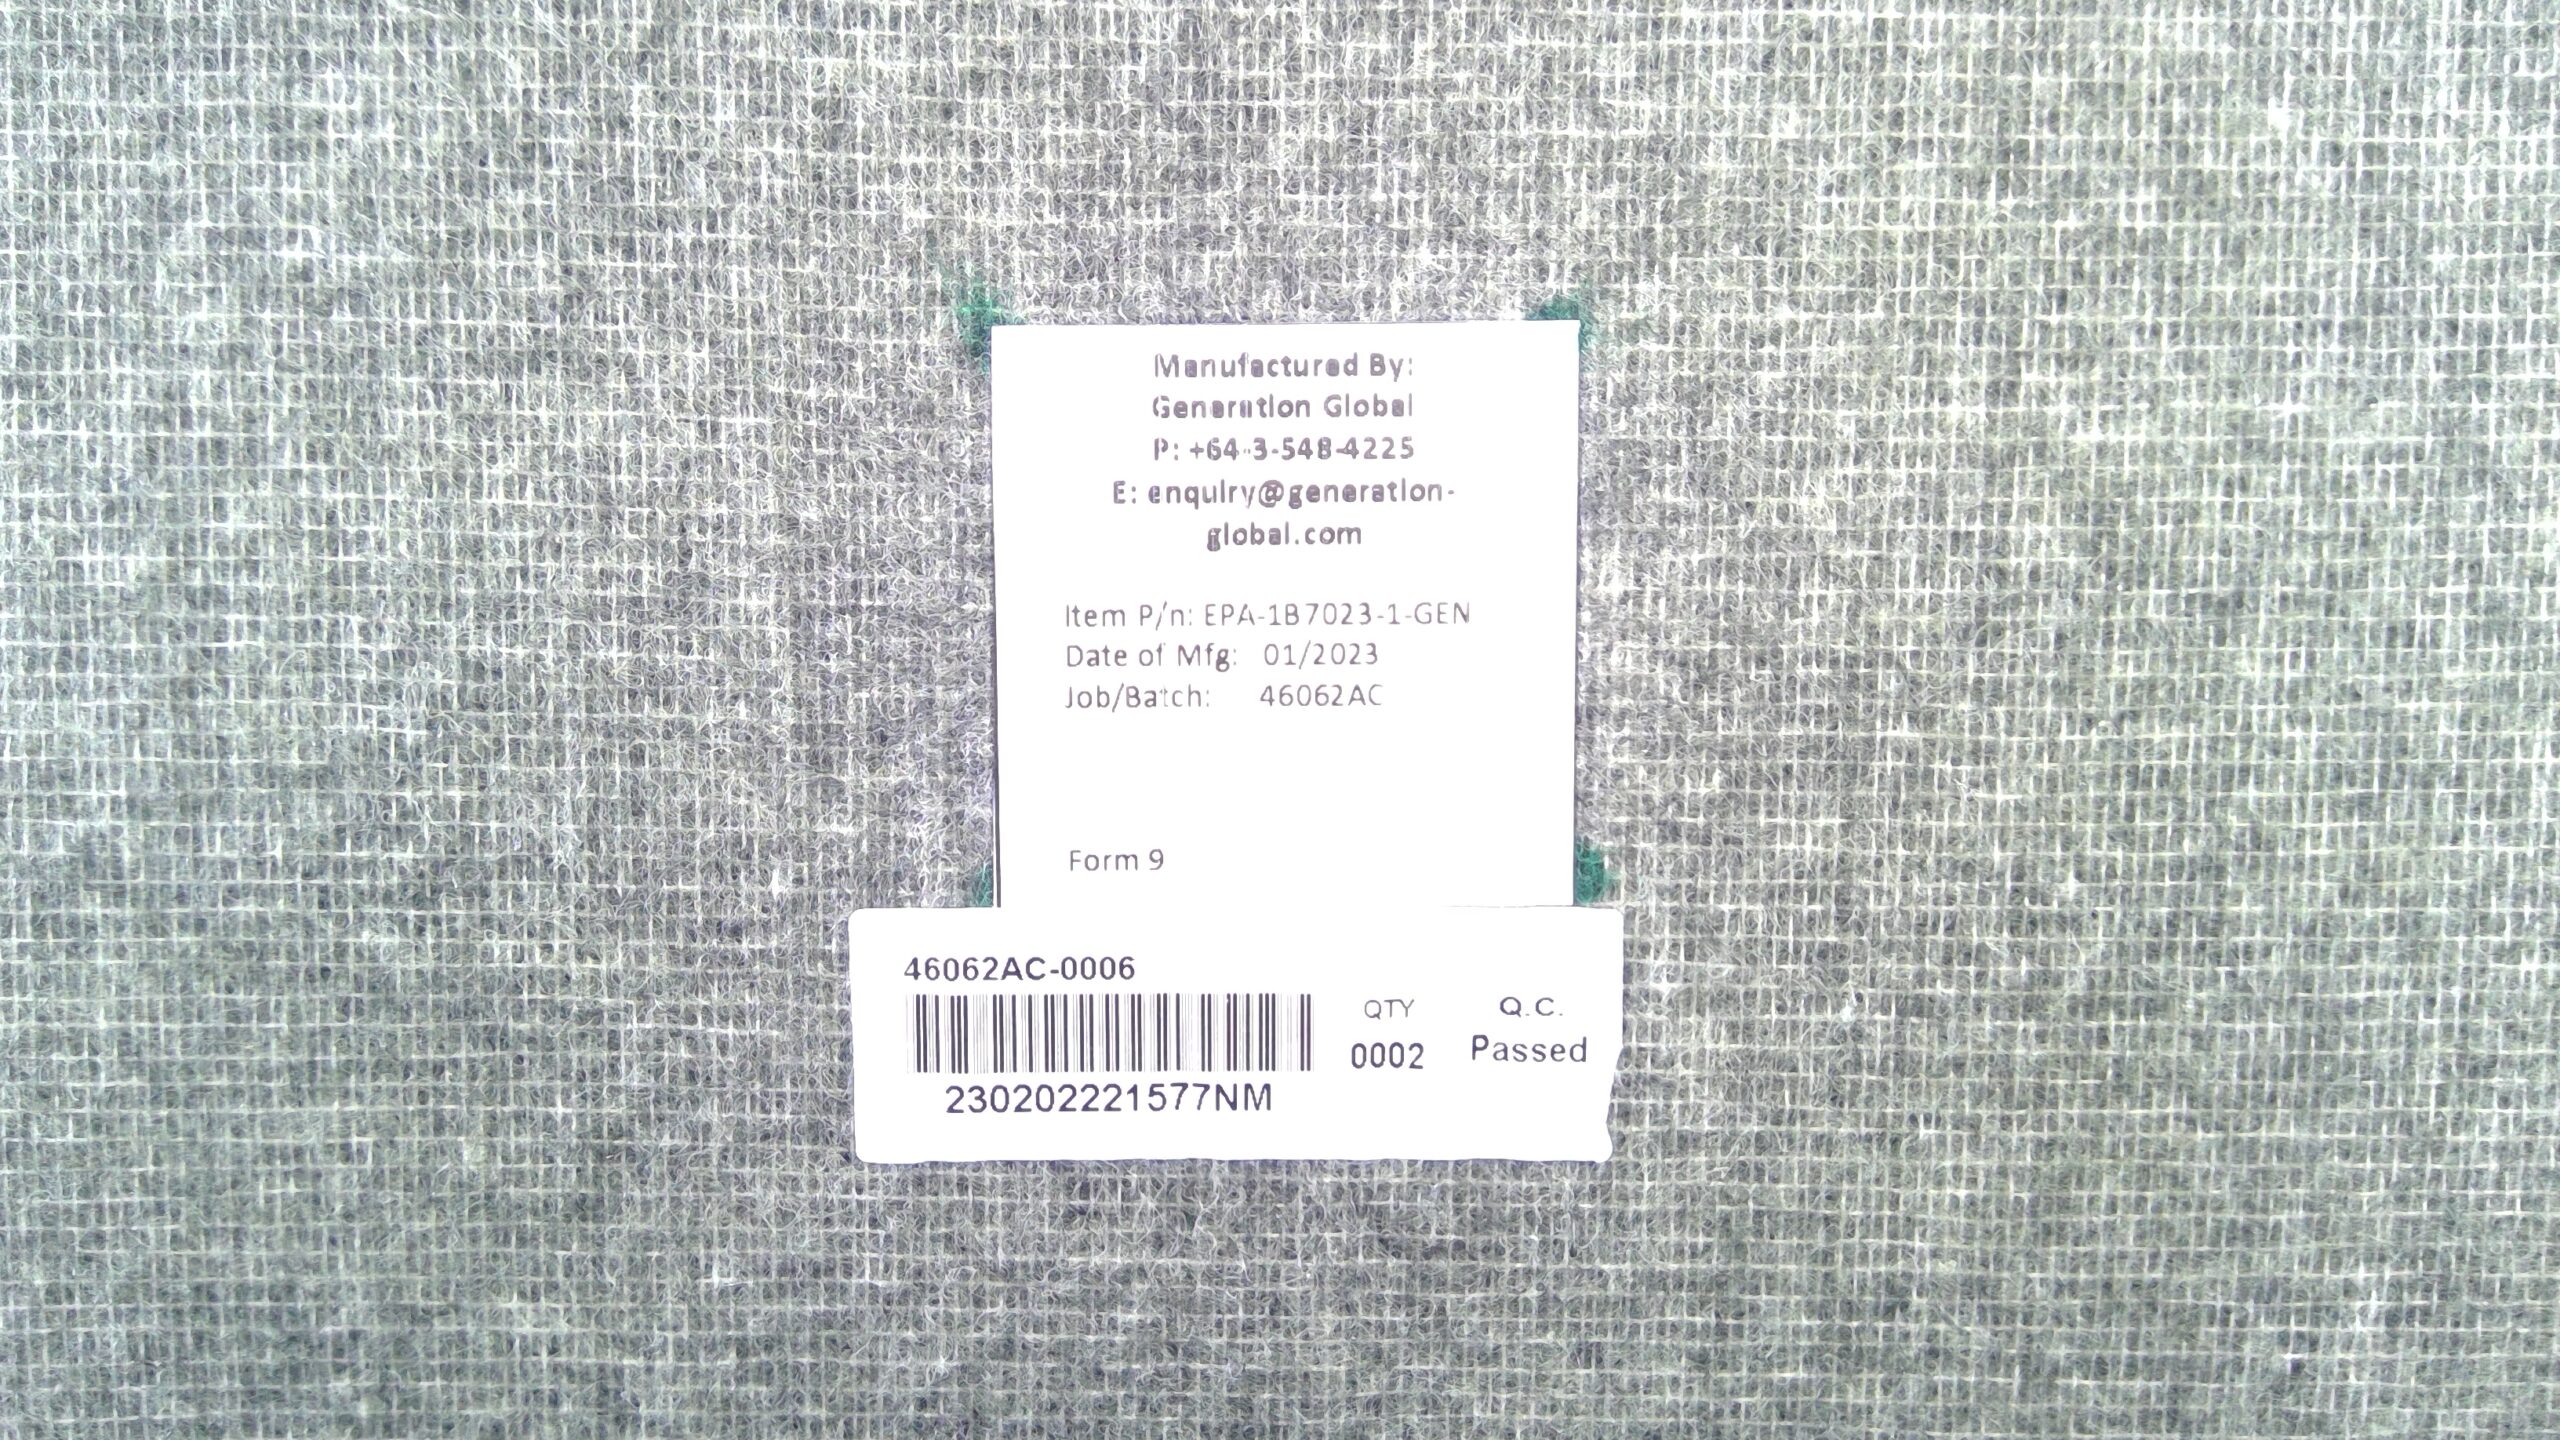 Manufactured By:
Generation Global
P: +64-3-548-4225
E: enquiry@generation-
global.com
Item P/n: EPA-1B7023-1-GEN
Date of Mfg: 01/2023
Job/Batch: 46062AC
Form 9
46062AC-0006
QTY Q.C.
0002 Passed
230202221577NM